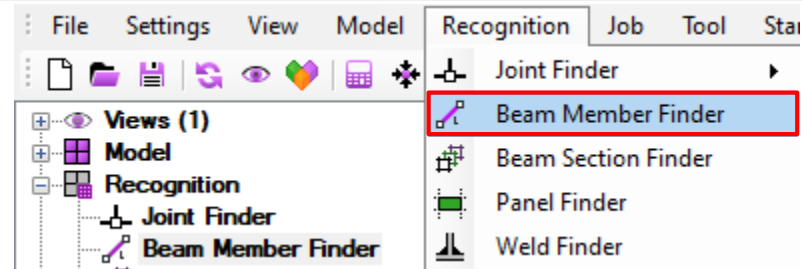 File Settings View Model Recognition Job Tool
Joint Finder
Beam Member Finder
Beam Section Finder
Panel Finder
Weld Finder
Views (1)
Model
Recognition
Joint Finder
Beam Member Finder